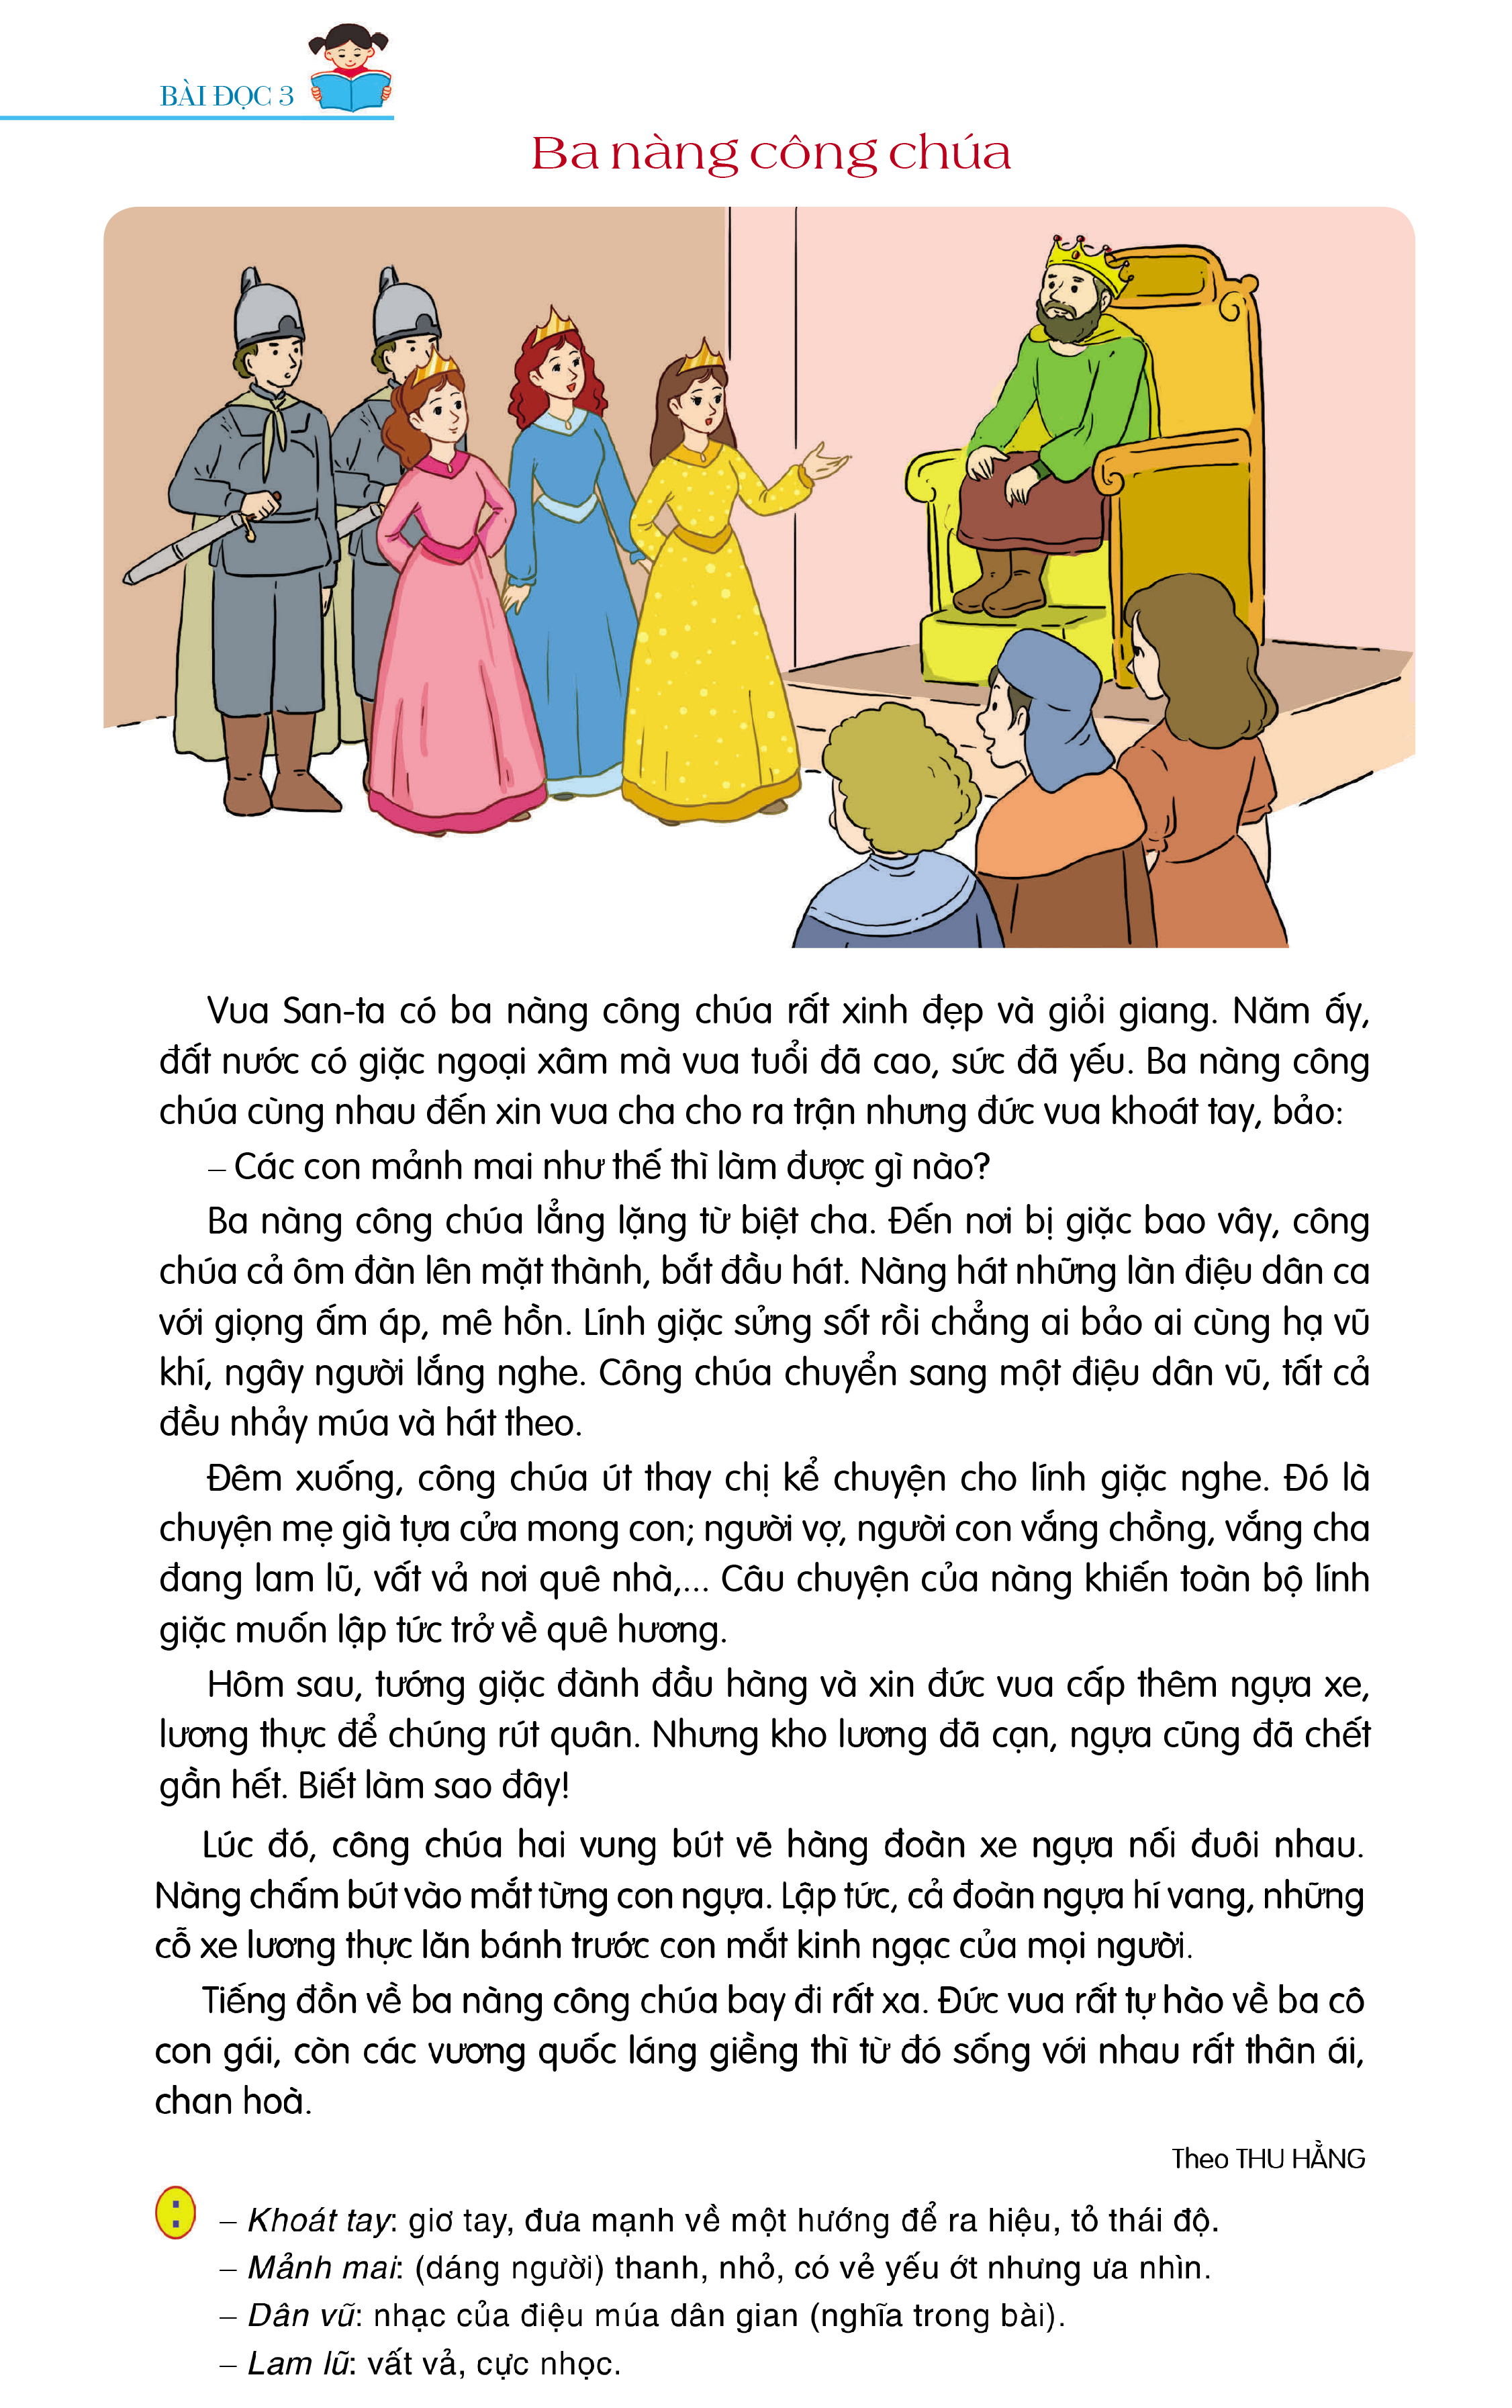 BÀI ĐỌC 3
Ba nàng công chúa
Vua San-ta có ba nàng công chúa rất xinh đẹp và giỏi giang. Năm ấy,
đất nước có giặc ngoại xâm mà vua tuổi đã cao, sức đã yếu. Ba nàng công
chúa cùng nhau đến xin vua cha cho ra trận nhưng đức vua khoát tay, bảo:
– Các con mảnh mai như thế thì làm được gì nào?
Ba nàng công chúa lẳng lặng từ biệt cha. Đến nơi bị giặc bao vây, công
chúa cả ôm đàn lên mặt thành, bắt đầu hát. Nàng hát những làn điệu dân ca
với giọng ấm áp, mê hồn. Lính giặc sửng sốt rồi chẳng ai bảo ai cùng hạ vũ
khí, ngây người lắng nghe. Công chúa chuyển sang một điệu dân vũ, tất cả
đều nhảy múa và hát theo.
Đêm xuống, công chúa út thay chị kể chuyện cho lính giặc nghe. Đó là
chuyện mẹ già tựa cửa mong con; người vợ, người con vắng chồng, vắng cha
đang lam lũ, vất vả nơi quê nhà,... Câu chuyện của nàng khiến toàn bộ lính
giặc muốn lập tức trở về quê hương.
Hôm sau, tướng giặc đành đầu hàng và xin đức vua cấp thêm ngựa xe,
lương thực để chúng rút quân. Nhưng kho lương đã cạn, ngựa cũng đã chết
gần hết. Biết làm sao đây!
Lúc đó, công chúa hai vung bút vẽ hàng đoàn xe ngựa nối đuôi nhau.
Nàng chấm bút vào mắt từng con ngựa. Lập tức, cả đoàn ngựa hí vang, những
cỗ xe lương thực lăn bánh trước con mắt kinh ngạc của mọi người.
Tiếng đồn về ba nàng công chúa bay đi rất xa. Đức vua rất tự hào về ba cô
con gái, còn các vương quốc láng giềng thì từ đó sống với nhau rất thân ái,
chan hoà.
Theo THU HẰNG
– Khoát tay: giơ tay, đưa mạnh về một hướng để ra hiệu, tỏ thái độ.
– Mảnh mai: (dáng người) thanh, nhỏ, có vẻ yếu ớt nhưng ưa nhìn.
– Dân vũ: nhạc của điệu múa dân gian (nghĩa trong bài).
– Lam lũ: vất vả, cực nhọc.